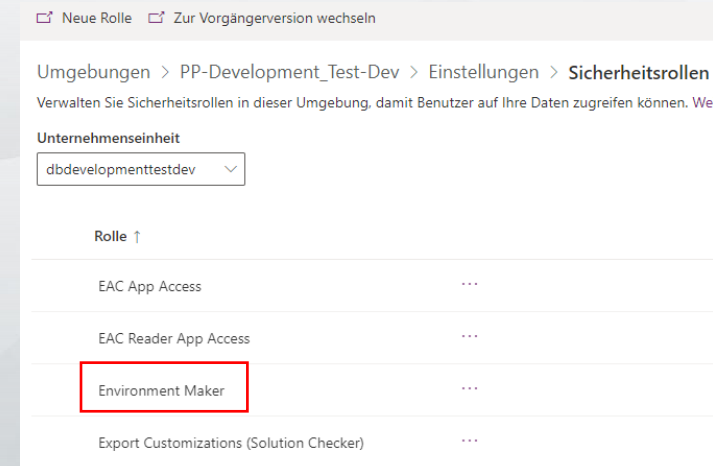 Neue Rolle Zur Vorgängerversion wechseln
Umgebungen > PP-Development_Test-Dev > Einstellungen > Sicherheitsrollen
Verwalten Sie Sicherheitsrollen in dieser Umgebung, damit Benutzer auf Ihre Daten zugreifen können. We
Unternehmenseinheit
dbdevelopmenttestdev
Rolle ↑
EAC App Access ...
EAC Reader App Access ...
Environment Maker ...
Export Customizations (Solution Checker) ...